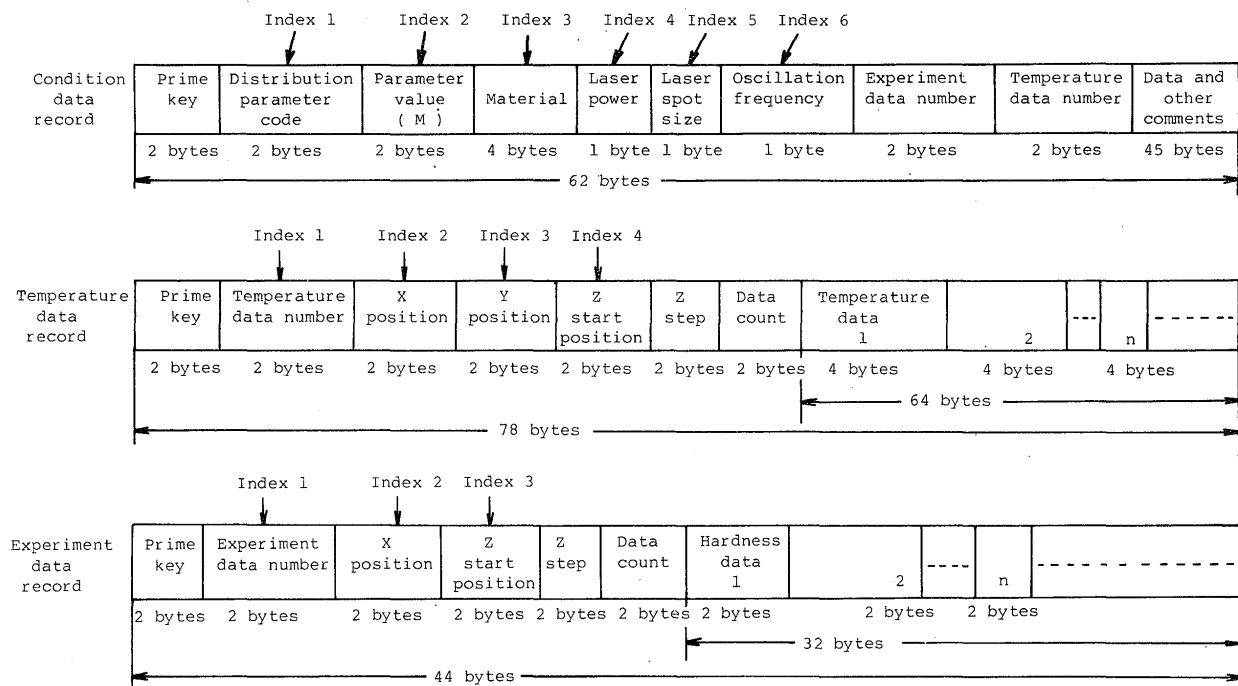 Index 1 Index 2 Index 3 Index 4 Index 5 Index 6
Condition data record
Prime key
Distribution parameter code
Parameter value ( M )
Material
Laser power
Laser spot size
Oscillation frequency
Experiment data number
Temperature data number
Data and other comments
2 bytes 2 bytes 2 bytes 4 bytes 1 byte 1 byte 1 byte 2 bytes 2 bytes 45 bytes
62 bytes
Index 1 Index 2 Index 3 Index 4
Temperature data record
Prime key
Temperature data number
X position
Y position
Z start position
Z step
Data count
Temperature data 1
2
----
n
--------
2 bytes 2 bytes 2 bytes 2 bytes 2 bytes 2 bytes 2 bytes 4 bytes 4 bytes 4 bytes
64 bytes
78 bytes
Index 1 Index 2 Index 3
Experiment data record
Prime key
Experiment data number
X position
Z start position
Z step
Data count
Hardness data 1
2
-----
n
--------------
2 bytes 2 bytes 2 bytes 2 bytes 2 bytes 2 bytes 2 bytes 2 bytes 2 bytes
32 bytes
44 bytes